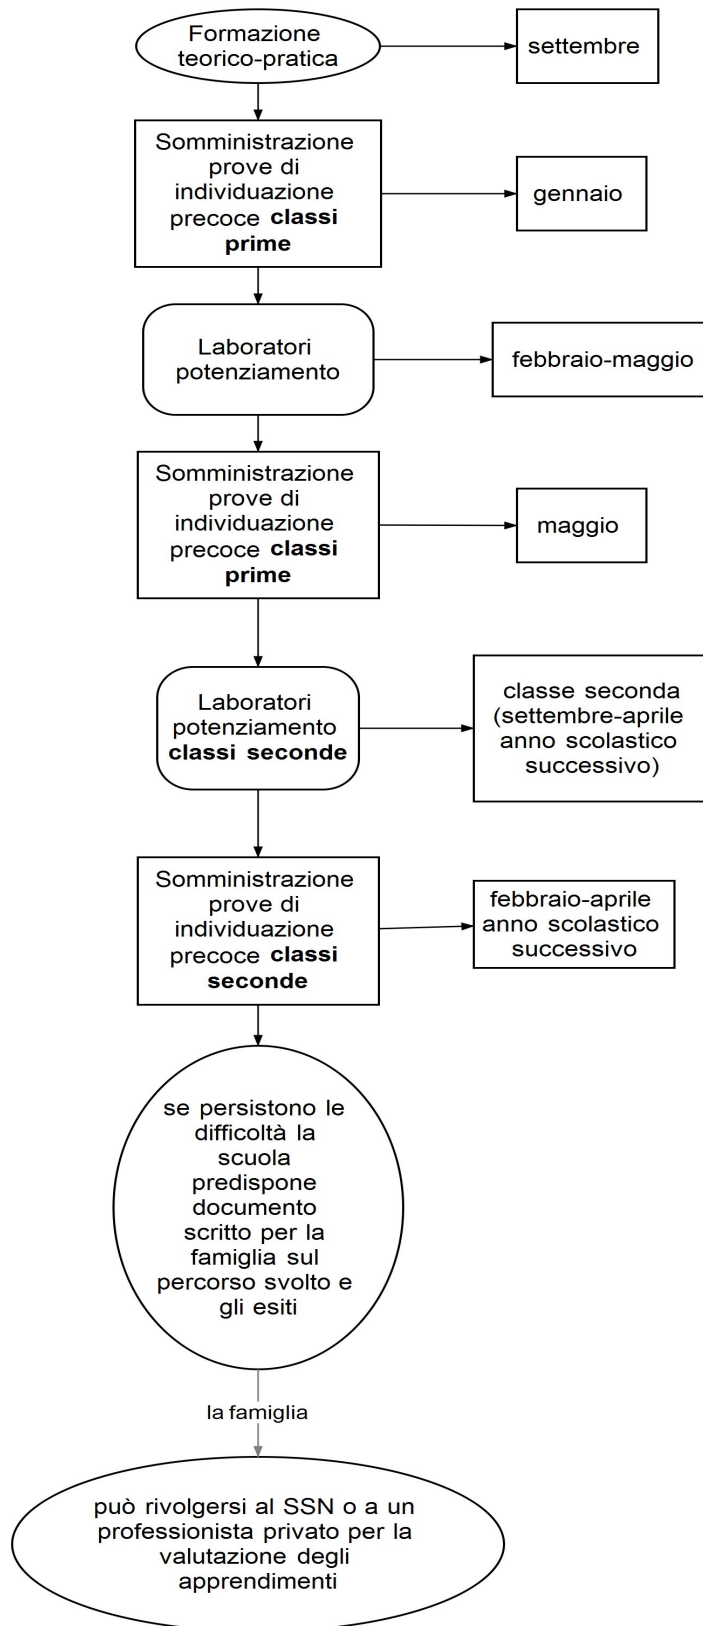 Formazione
teorico-pratica
settembre
Somministrazione
prove di
individuazione
precoce classi
prime
gennaio
Laboratori
potenziamento
febbraio-maggio
Somministrazione
prove di
individuazione
precoce classi
prime
maggio
Laboratori
potenziamento
classi seconde
classe seconda
(settembre-aprile
anno scolastico
successivo)
Somministrazione
prove di
individuazione
precoce classi
seconde
febbraio-aprile
anno scolastico
successivo
se persistono le
difficoltà la
scuola
predispone
documento
scritto per la
famiglia sul
percorso svolto e
gli esiti
la famiglia
può rivolgersi al SSN o a un
professionista privato per la
valutazione degli
apprendimenti